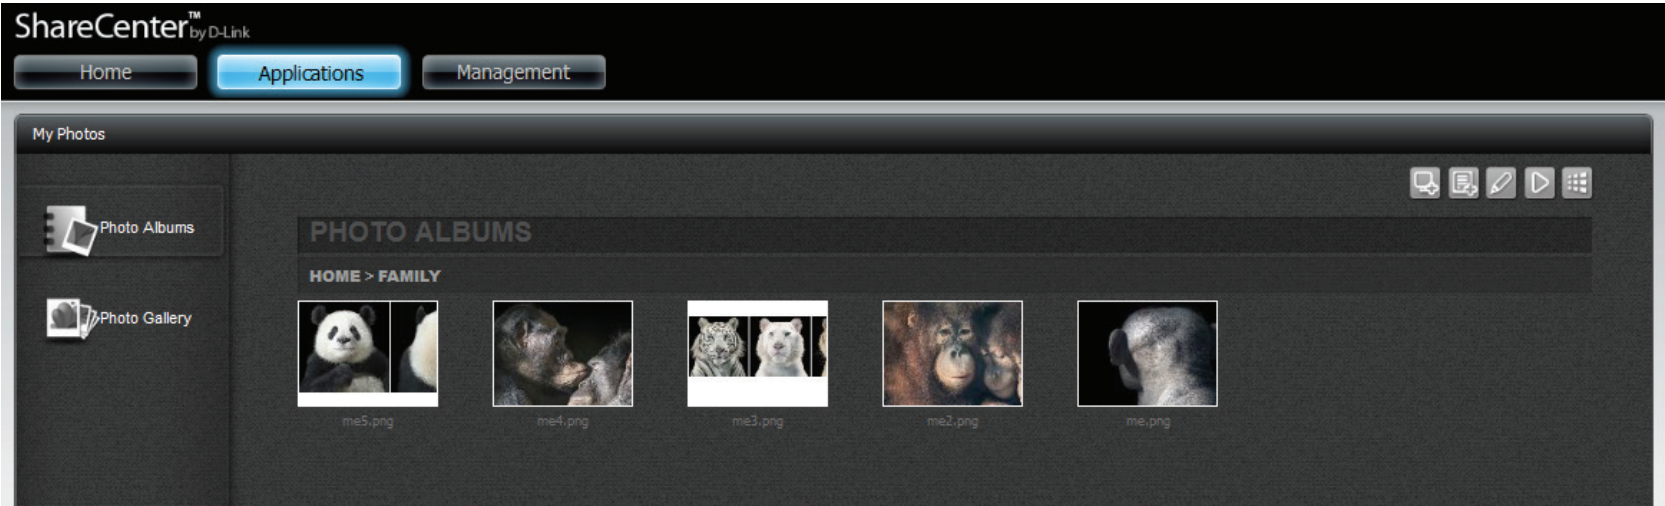 ShareCenter™ by D-Link
Home Applications Management
My Photos
Photo Albums
PHOTO ALBUMS
HOME > FAMILY
Photo Gallery
me5.png me4.png me3.png me2.png me.png